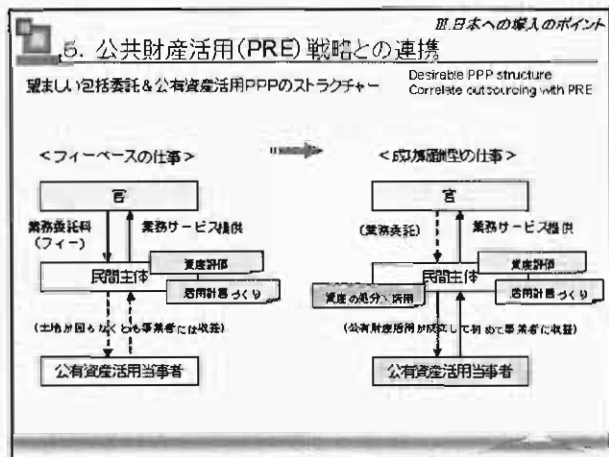 Ⅲ.日本への導入のポイント
5. 公共財産活用(PRE)戦略との連携
望ましい包括委託&公有資産活用PPPのストラクチャー
Desirable PPP structure
Correlate outsourcing with PRE
<フィーベースの仕事>
<成功報酬型の仕事>
官
業務委託料
(フィー)
業務サービス提供
資産評価
民間主体
活用計画づくり
(土地が回らなくとも事業者には収益)
公有資産活用当事者
官
(業務委託)
業務サービス提供
資産評価
民間主体
資産の処分・活用
活用計画づくり
(公有財産活用が成立して初めて事業者に収益)
公有資産活用当事者